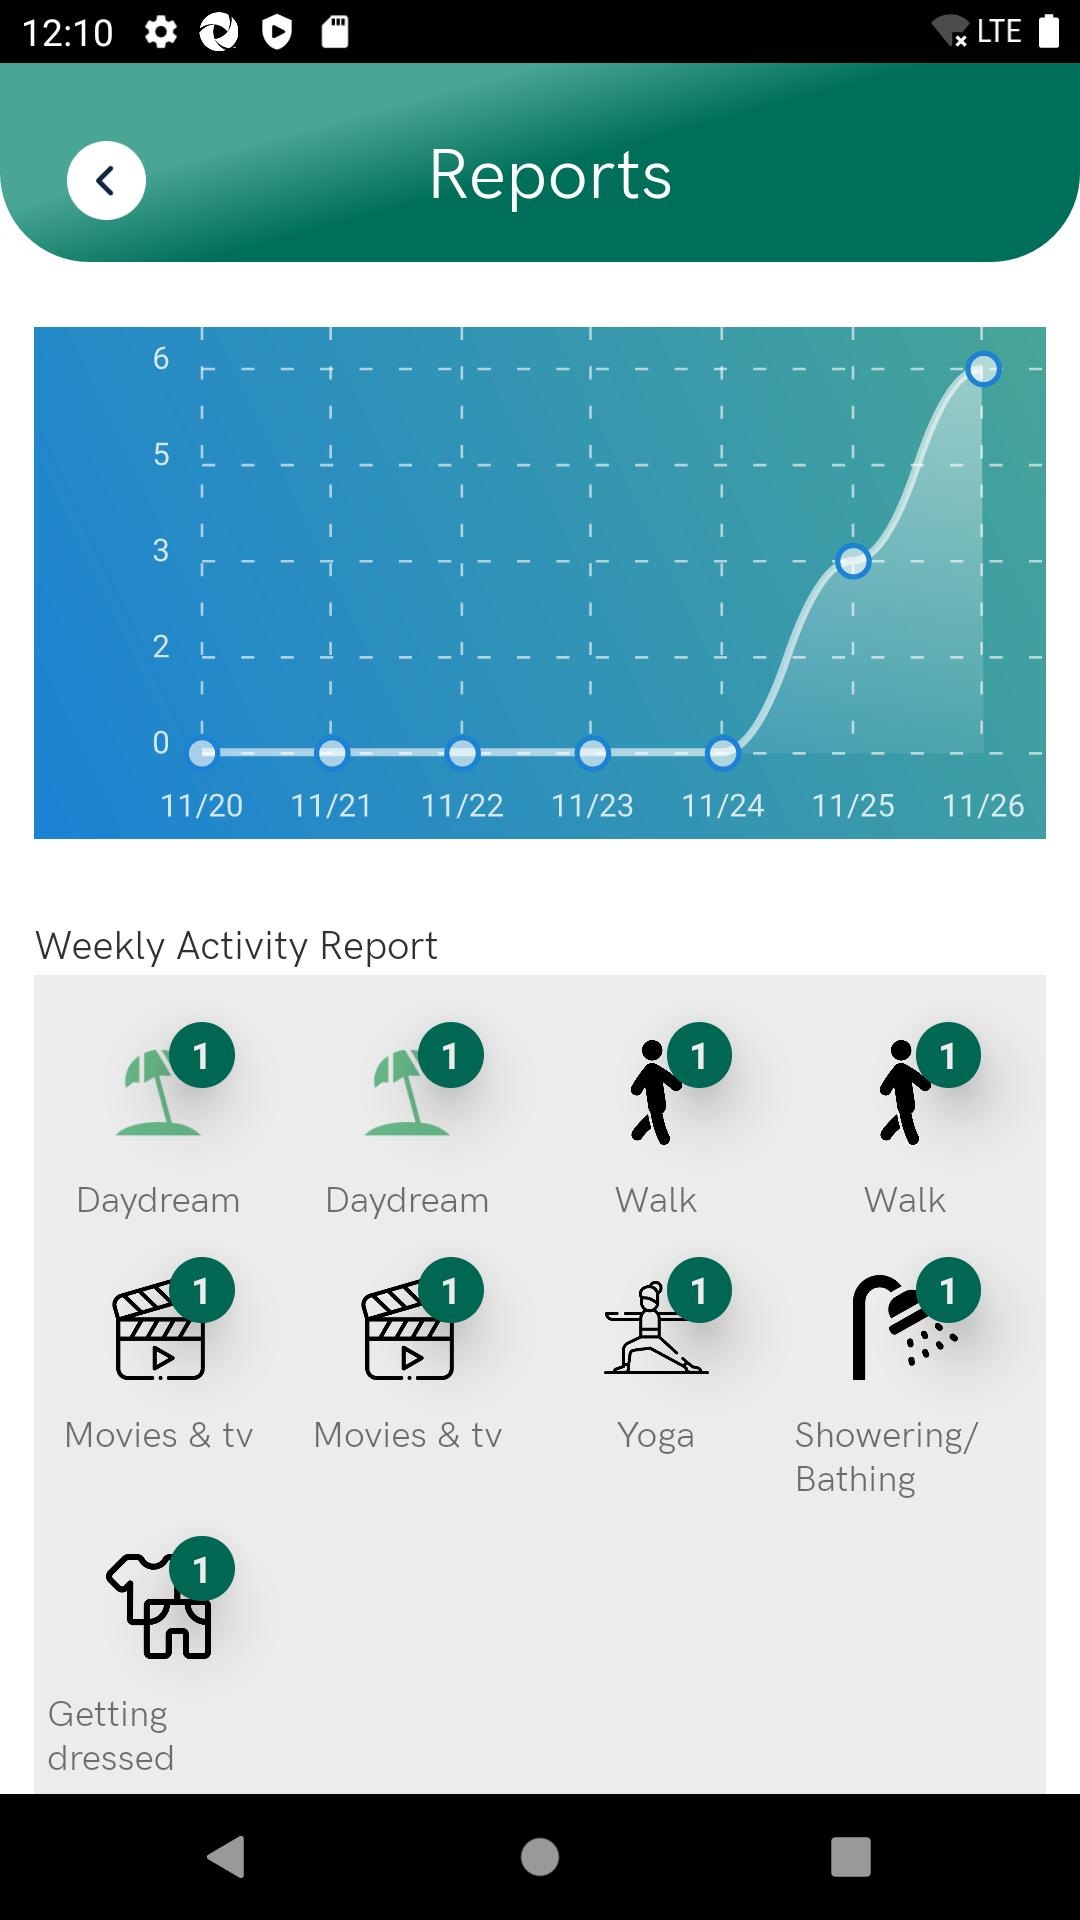 12:10 LTE
Reports
6
5
3
2
0
11/20 11/21 11/22 11/23 11/24 11/25 11/26
Weekly Activity Report
1 1 1 1
Daydream Daydream Walk Walk
1 1 1 1
Movies & tv Movies & tv Yoga Showering/
Bathing
1
Getting
dressed